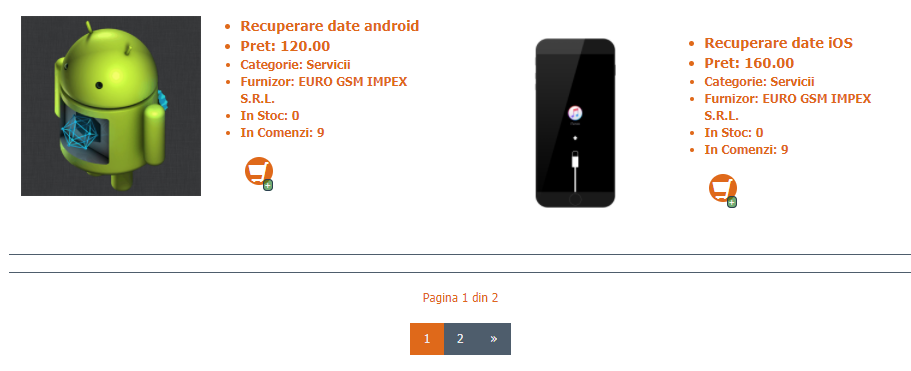 Recuperare date android
Pret: 120.00
Categorie: Servicii
Furnizor: EURO GSM IMPEX
S.R.L.
In Stoc: 0
In Comenzi: 9
Recuperare date iOS
Pret: 160.00
Categorie: Servicii
Furnizor: EURO GSM IMPEX
S.R.L.
In Stoc: 0
In Comenzi: 9
Pagina 1 din 2
1 2 »